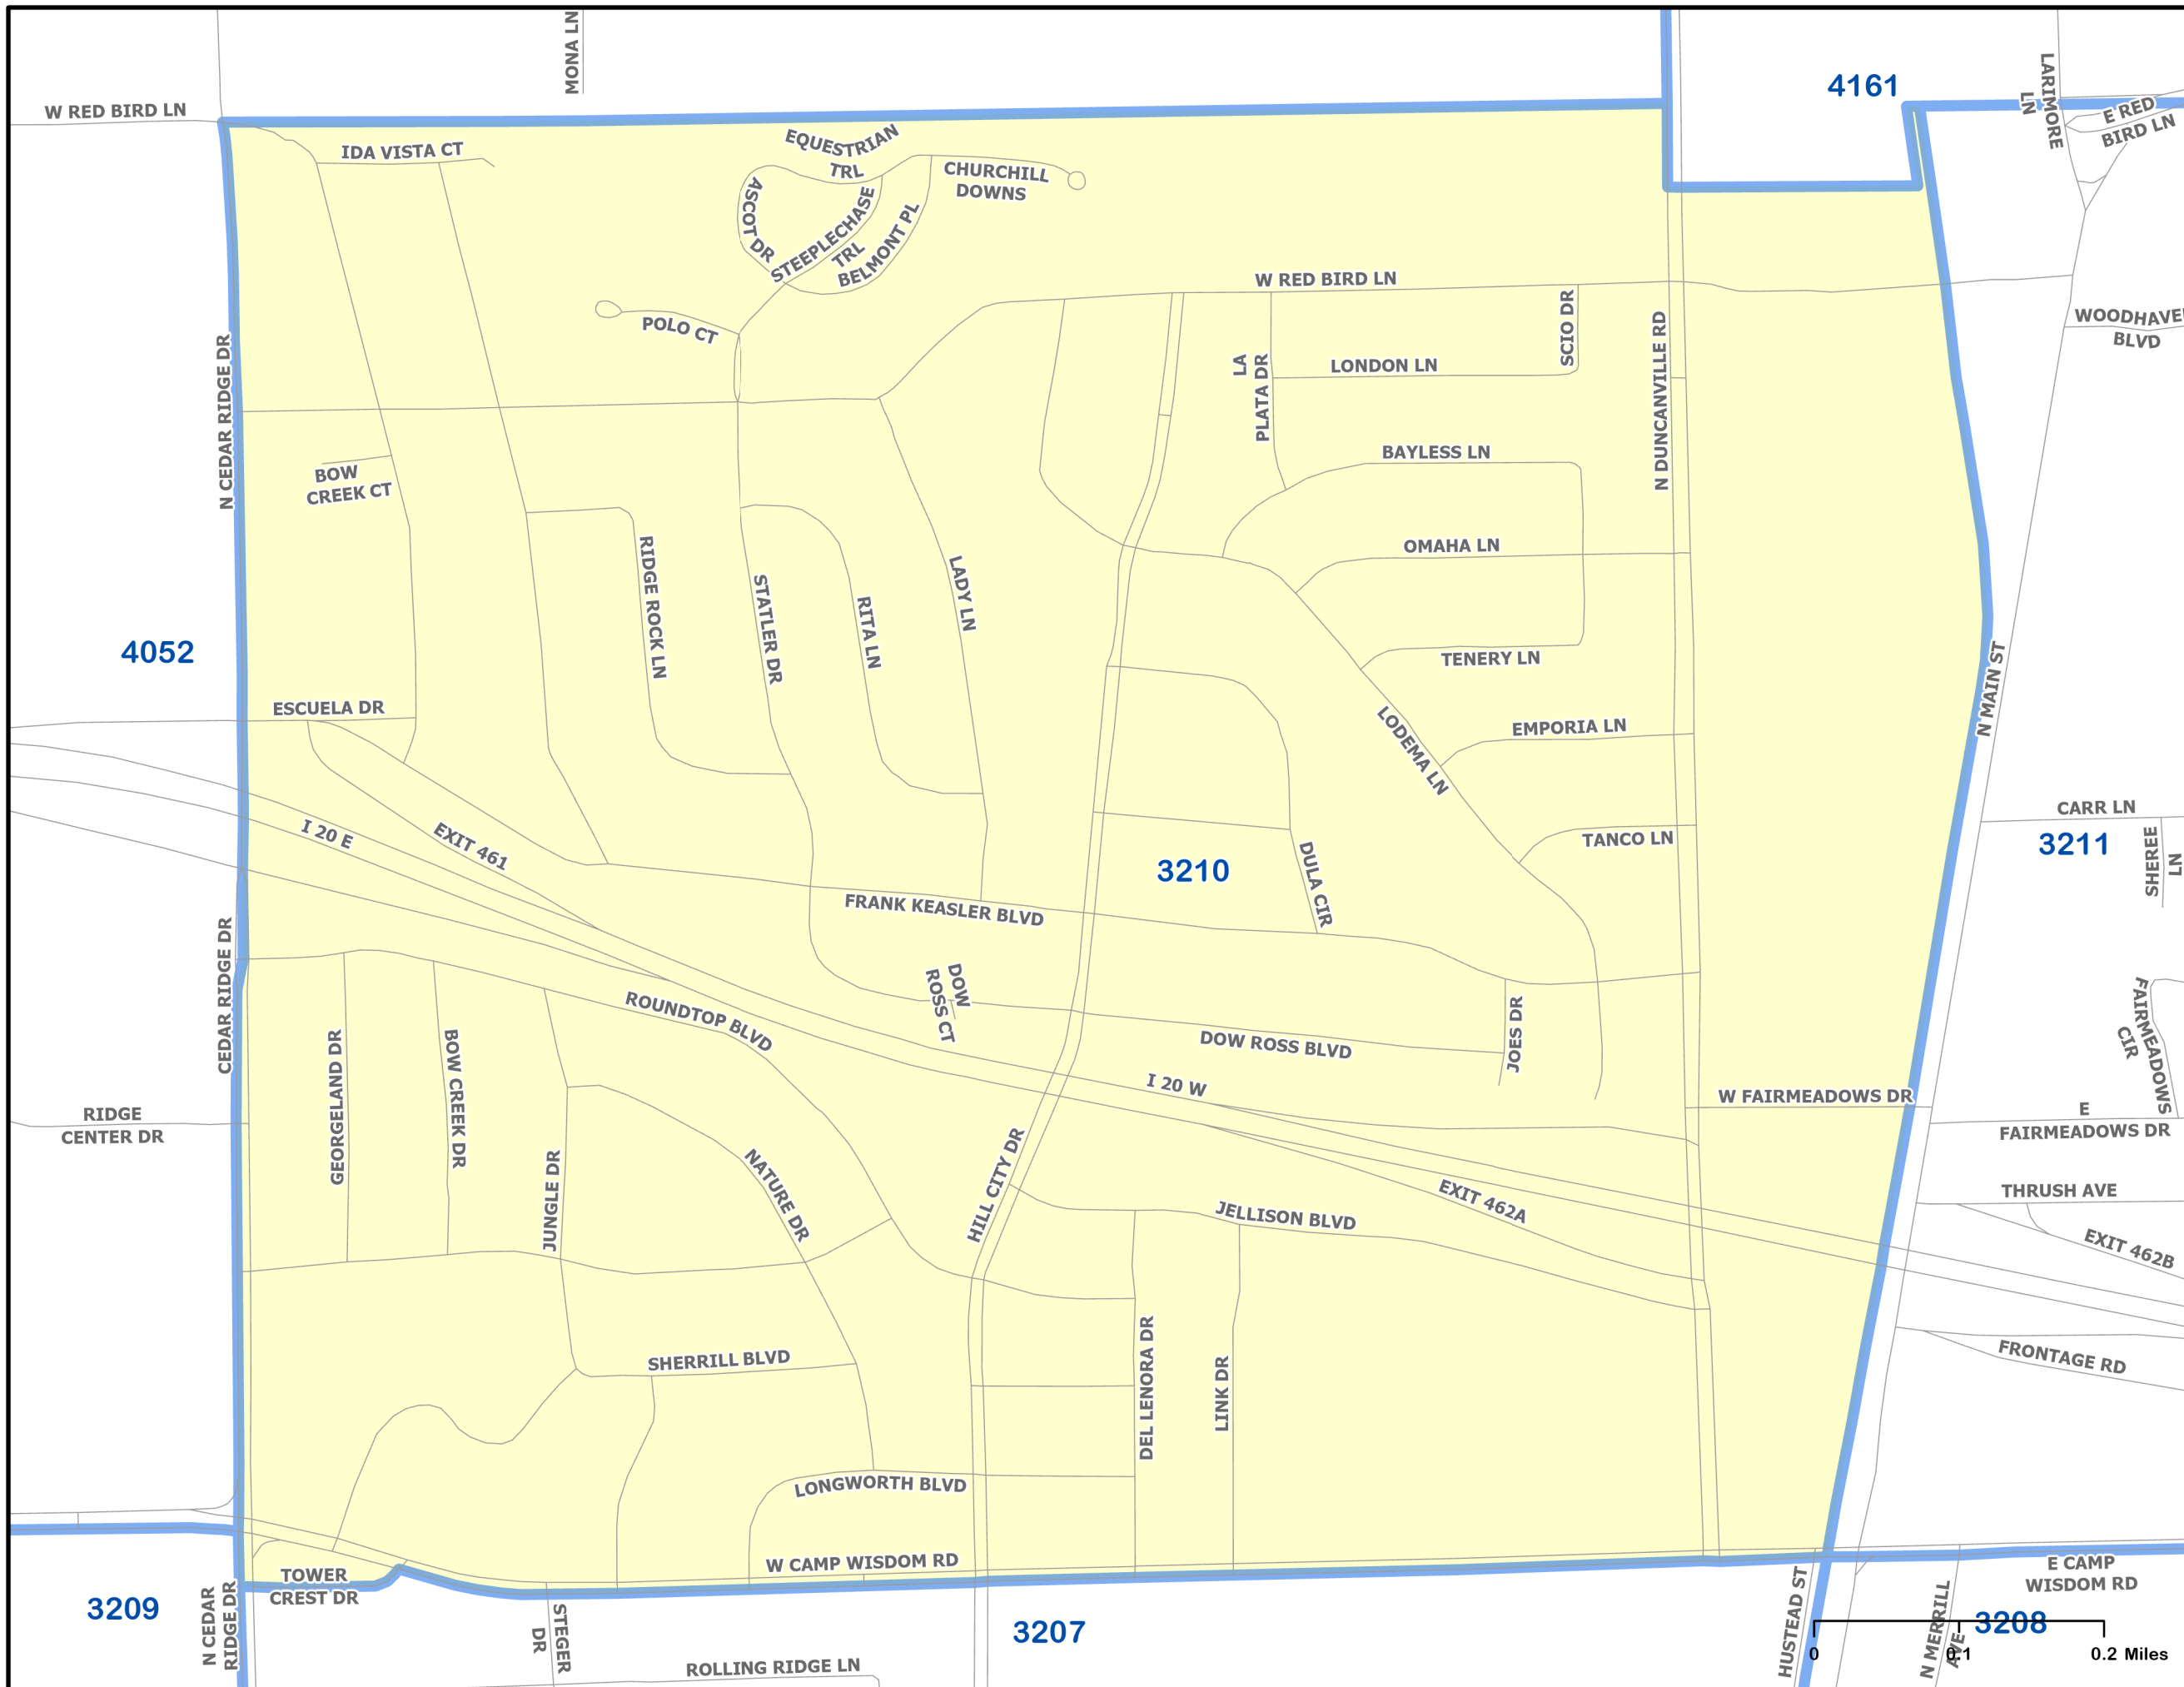 MONA LN
4161
LARIMORE
LN
E RED
BIRD LN
W RED BIRD LN
IDA VISTA CT
EQUESTRIAN
TRL
CHURCHILL
DOWNS
ASCOT DR
STEEPLECHASE
TRL
BELMONT PL
W RED BIRD LN
POLO CT
SCIO DR
WOODHAVE
BLVD
N CEDAR RIDGE DR
LA
PLATA DR
LONDON LN
N DUNCANVILLE RD
BOW
CREEK CT
BAYLESS LN
OMAHA LN
RIDGE ROCK LN
STATLER DR
RITA LN
LADY LN
4052
TENERY LN
N MAIN ST
ESCUELA DR
LODEMA LN
EMPORIA LN
I 20 E
EXIT 461
CARR LN
TANCO LN
3211
SHEREE
LN
3210
DULA CIR
FRANK KEASLER BLVD
CEDAR RIDGE DR
DOW
ROSS CT
ROUNDTOP BLVD
FAIRMEADOWS
CIR
GEORGELAND DR
BOW CREEK DR
DOW ROSS BLVD
JOES DR
I 20 W
W FAIRMEADOWS DR
RIDGE
CENTER DR
E
FAIRMEADOWS DR
JUNGLE DR
NATURE DR
HILL CITY DR
JELLISON BLVD
EXIT 462A
THRUSH AVE
EXIT 462B
SHERRILL BLVD
DEL LENORA DR
LINK DR
FRONTAGE RD
LONGWORTH BLVD
W CAMP WISDOM RD
TOWER
CREST DR
E CAMP
WISDOM RD
3209
N CEDAR
RIDGE DR
STEGER
DR
3207
HUSTEAD ST
N MERRILL
AVE
3208
ROLLING RIDGE LN
0 0.1 0.2 Miles